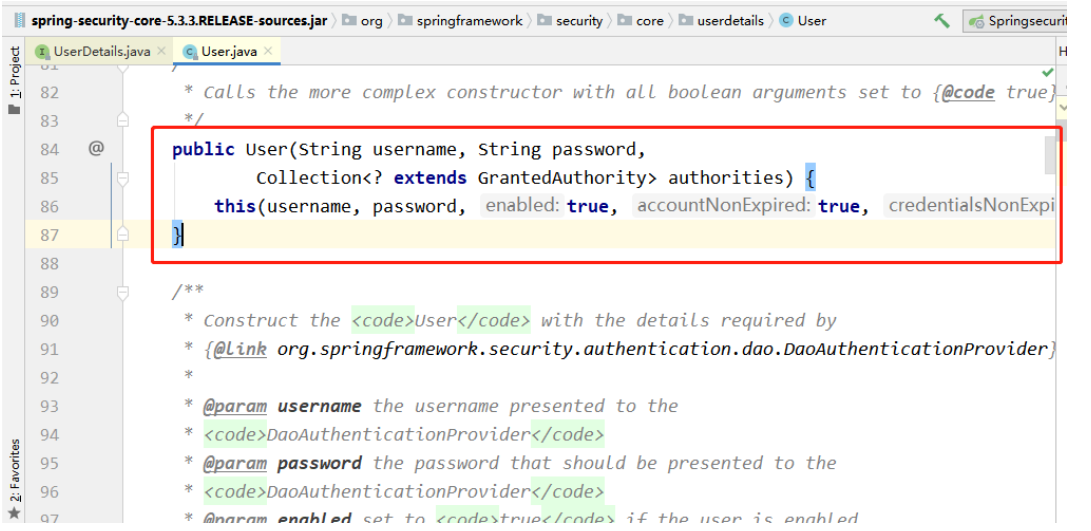 spring-security-core-5.3.3.RELEASE-sources.jar org springframework security core userdetails User Springsecurit
UserDetails.java User.java
1: Project
81
82 * Calls the more complex constructor with all boolean arguments set to {@code true}
83 */
84 @ public User(String username, String password,
85 Collection<? extends GrantedAuthority> authorities) {
86 this(username, password, enabled: true, accountNonExpired: true, credentialsNonExpi
87 }
88
89 /**
90 * Construct the <code>User</code> with the details required by
91 * {@link org.springframework.security.authentication.dao.DaoAuthenticationProvider}
92 *
93 * @param username the username presented to the
94 * <code>DaoAuthenticationProvider</code>
95 * @param password the password that should be presented to the
96 * <code>DaoAuthenticationProvider</code>
97 * @param enabled set to <code>true</code> if the user is enabled
2: Favorites